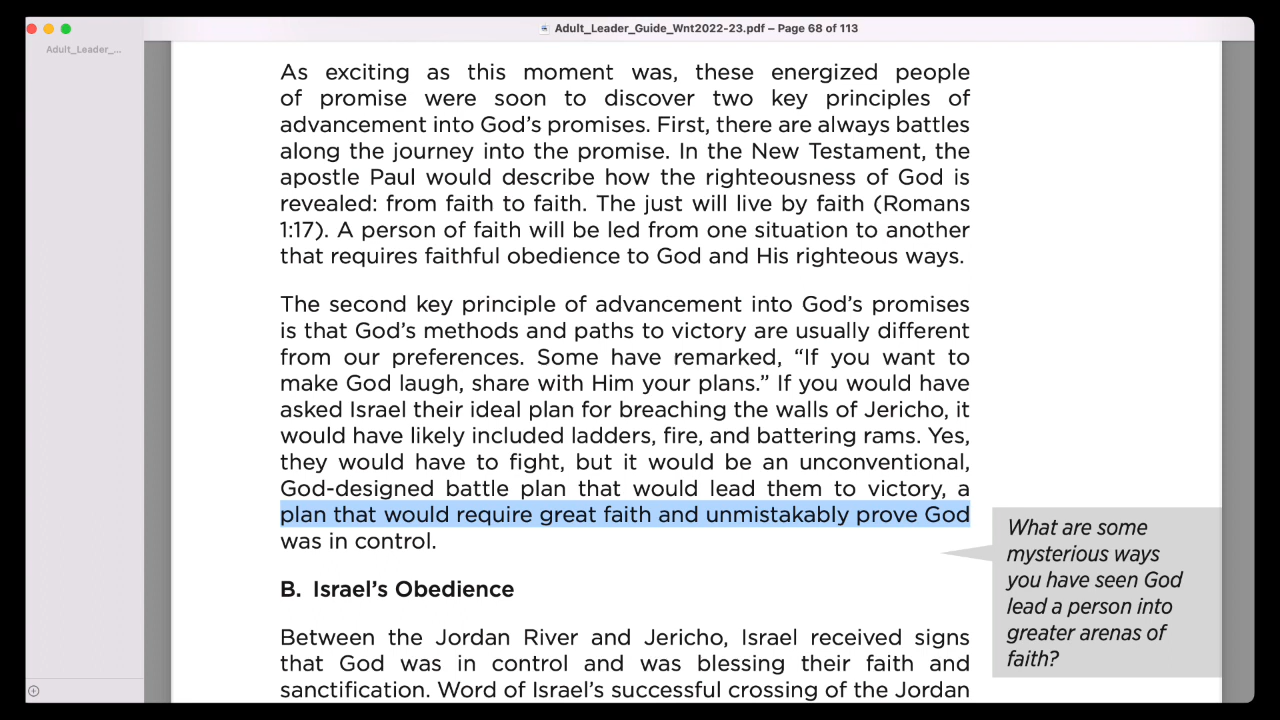 Adult_Leader_Guide_Wnt2022-23.pdf – Page 68 of 113
Adult_Leader_...
As exciting as this moment was, these energized people
of promise were soon to discover two key principles of
advancement into God’s promises. First, there are always battles
along the journey into the promise. In the New Testament, the
apostle Paul would describe how the righteousness of God is
revealed: from faith to faith. The just will live by faith (Romans
1:17). A person of faith will be led from one situation to another
that requires faithful obedience to God and His righteous ways.
The second key principle of advancement into God’s promises
is that God’s methods and paths to victory are usually different
from our preferences. Some have remarked, “If you want to
make God laugh, share with Him your plans.” If you would have
asked Israel their ideal plan for breaching the walls of Jericho, it
would have likely included ladders, fire, and battering rams. Yes,
they would have to fight, but it would be an unconventional,
God-designed battle plan that would lead them to victory, a
plan that would require great faith and unmistakably prove God
was in control.
What are some
mysterious ways
you have seen God
lead a person into
greater arenas of
faith?
B. Israel’s Obedience
Between the Jordan River and Jericho, Israel received signs
that God was in control and was blessing their faith and
sanctification. Word of Israel’s successful crossing of the Jordan